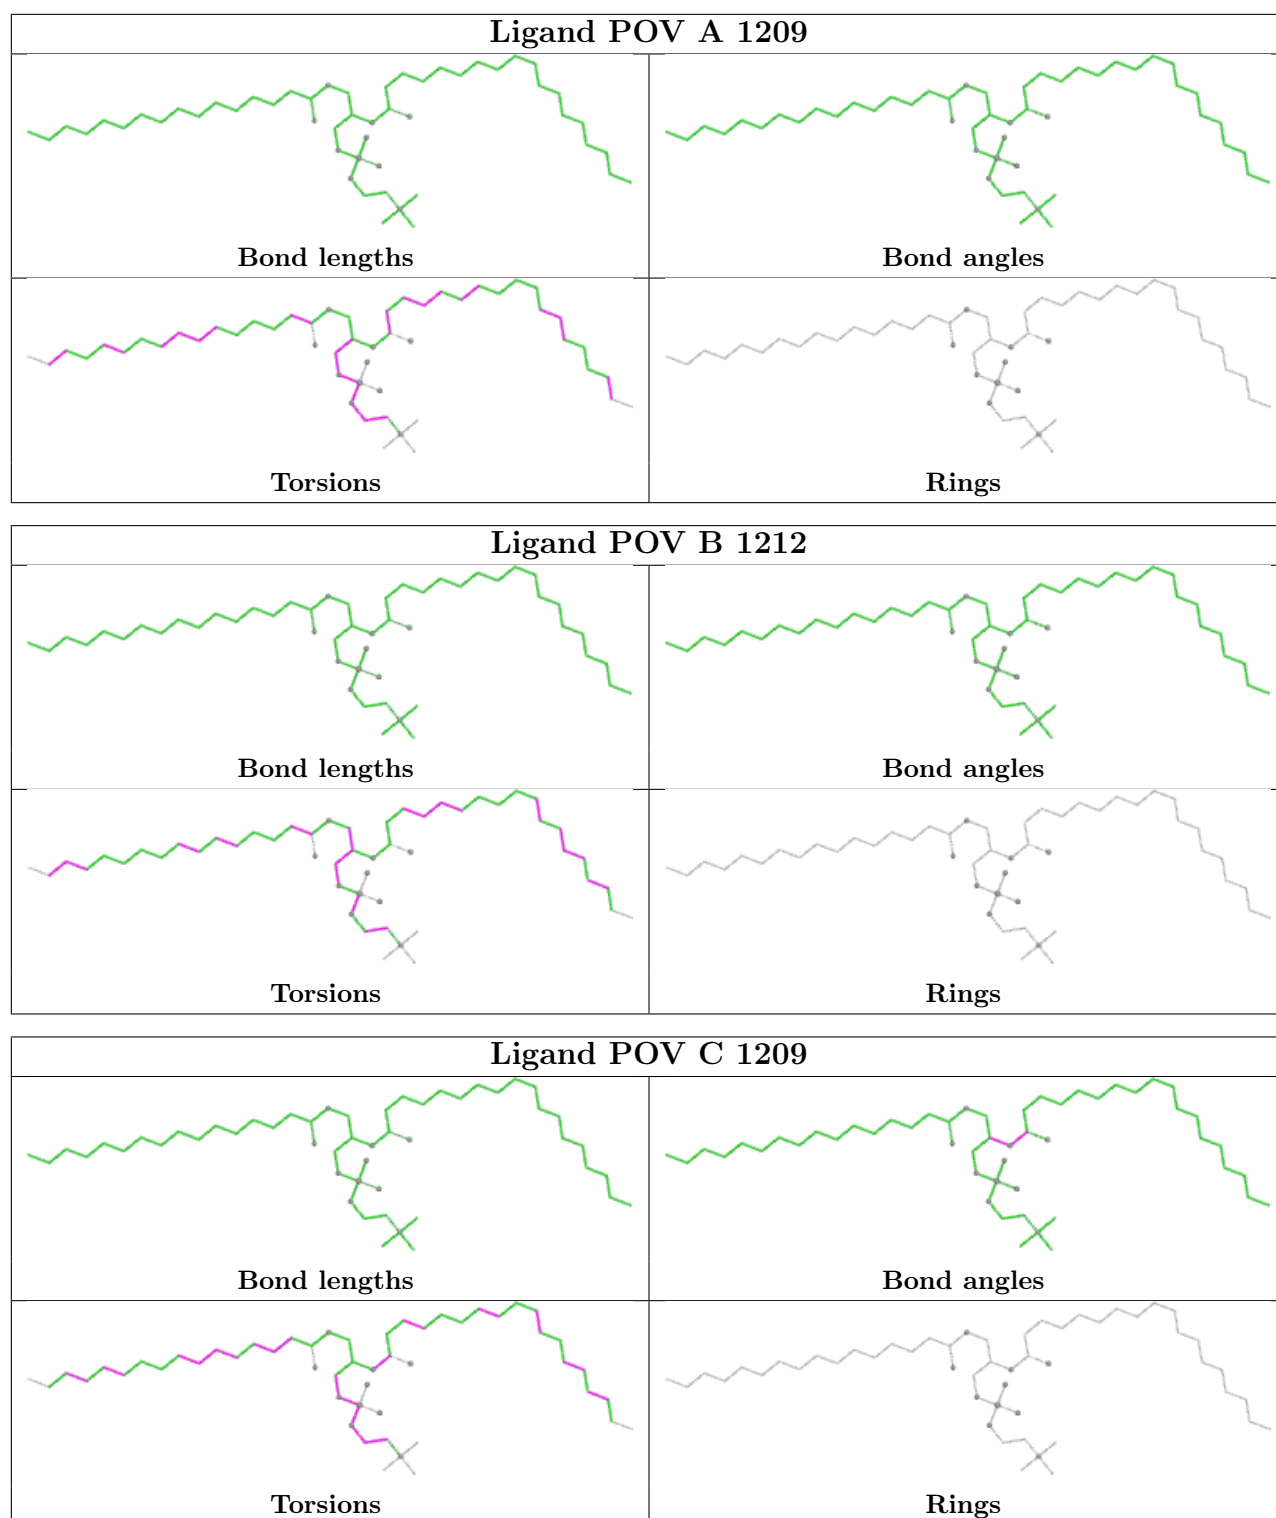 Ligand POV A 1209
Bond lengths
Bond angles
Torsions
Rings
Ligand POV B 1212
Bond lengths
Bond angles
Torsions
Rings
Ligand POV C 1209
Bond lengths
Bond angles
Torsions
Rings